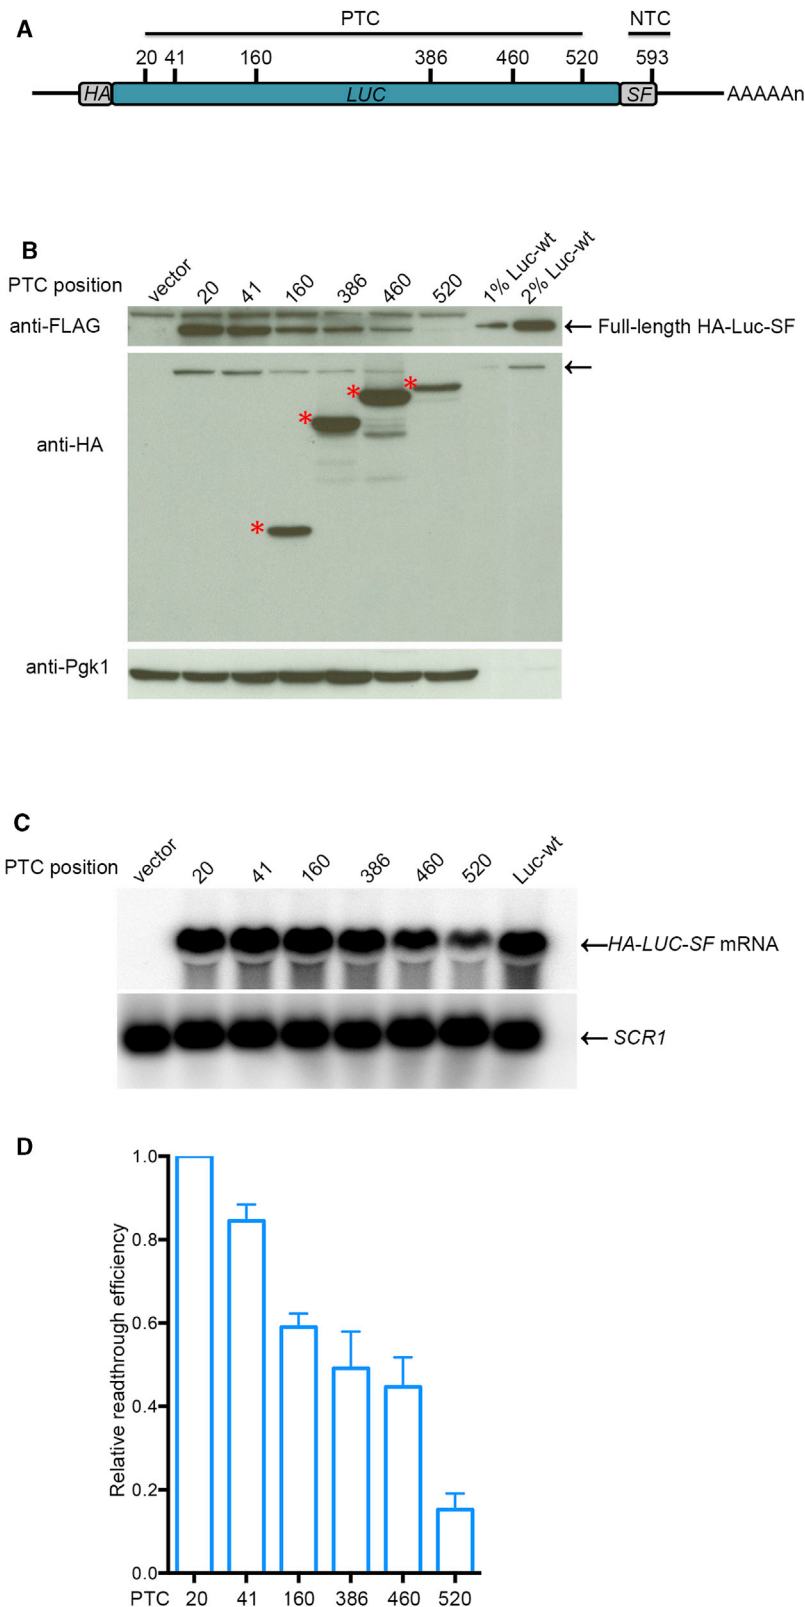 A
PTC
NTC
20 41 160 386 460 520 593
HA LUC SF AAAAAn
B
PTC position vector 20 41 160 386 460 520 1% Luc-wt 2% Luc-wt
anti-FLAG ← Full-length HA-Luc-SF
←
* *
*
anti-HA
*
anti-Pgk1
C
PTC position vector 20 41 160 386 460 520 Luc-wt
←HA-LUC-SF mRNA
← SCR1
D
Relative readthrough efficiency
1.0
0.8
0.6
0.4
0.2
0.0
PTC 20 41 160 386 460 520